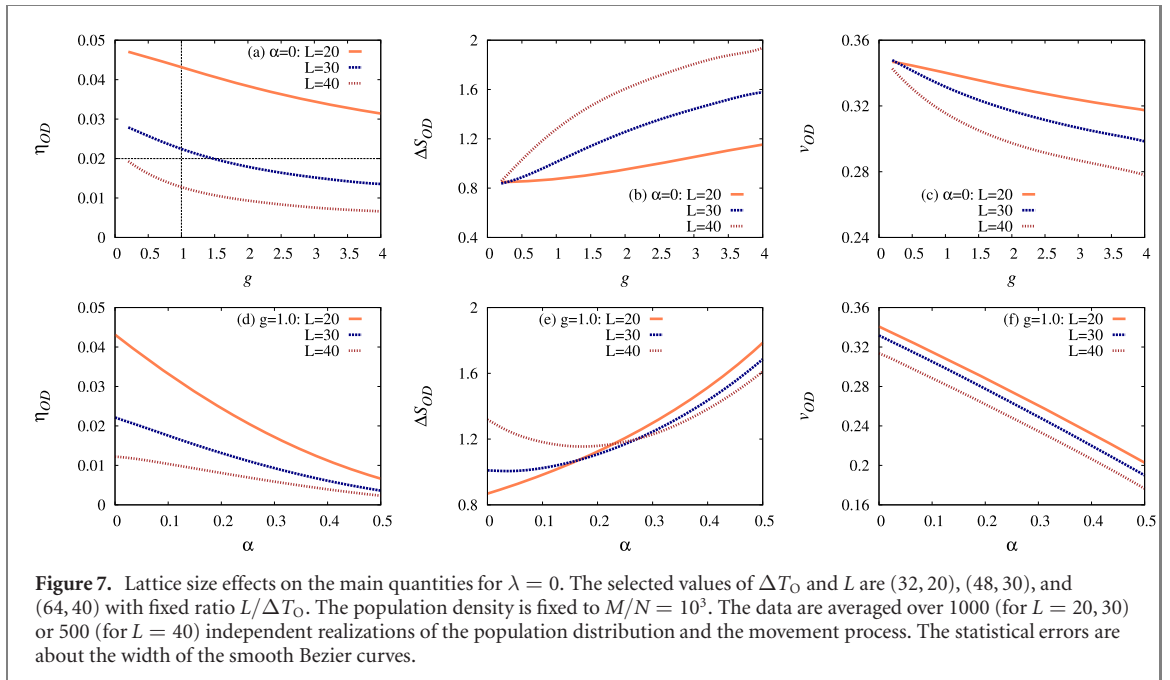 0.05
0.04
0.03
0.02
0.01
0
η_OD
(a) α=0: L=20
L=30
L=40
0 0.5 1 1.5 2 2.5 3 3.5 4
g
2
1.6
1.2
0.8
0.4
ΔS_OD
(b) α=0: L=20
L=30
L=40
0 0.5 1 1.5 2 2.5 3 3.5 4
g
0.36
0.32
0.28
0.24
v_OD
(c) α=0: L=20
L=30
L=40
0 0.5 1 1.5 2 2.5 3 3.5 4
g
0.05
0.04
0.03
0.02
0.01
0
η_OD
(d) g=1.0: L=20
L=30
L=40
0 0.1 0.2 0.3 0.4 0.5
α
2
1.6
1.2
0.8
ΔS_OD
(e) g=1.0: L=20
L=30
L=40
0 0.1 0.2 0.3 0.4 0.5
α
0.36
0.32
0.28
0.24
0.2
0.16
v_OD
(f) g=1.0: L=20
L=30
L=40
0 0.1 0.2 0.3 0.4 0.5
α
Figure 7. Lattice size effects on the main quantities for λ = 0. The selected values of ΔT_O and L are (32, 20), (48, 30), and
(64, 40) with fixed ratio L/ΔT_O. The population density is fixed to M/N = 10³. The data are averaged over 1000 (for L = 20, 30)
or 500 (for L = 40) independent realizations of the population distribution and the movement process. The statistical errors are
about the width of the smooth Bezier curves.